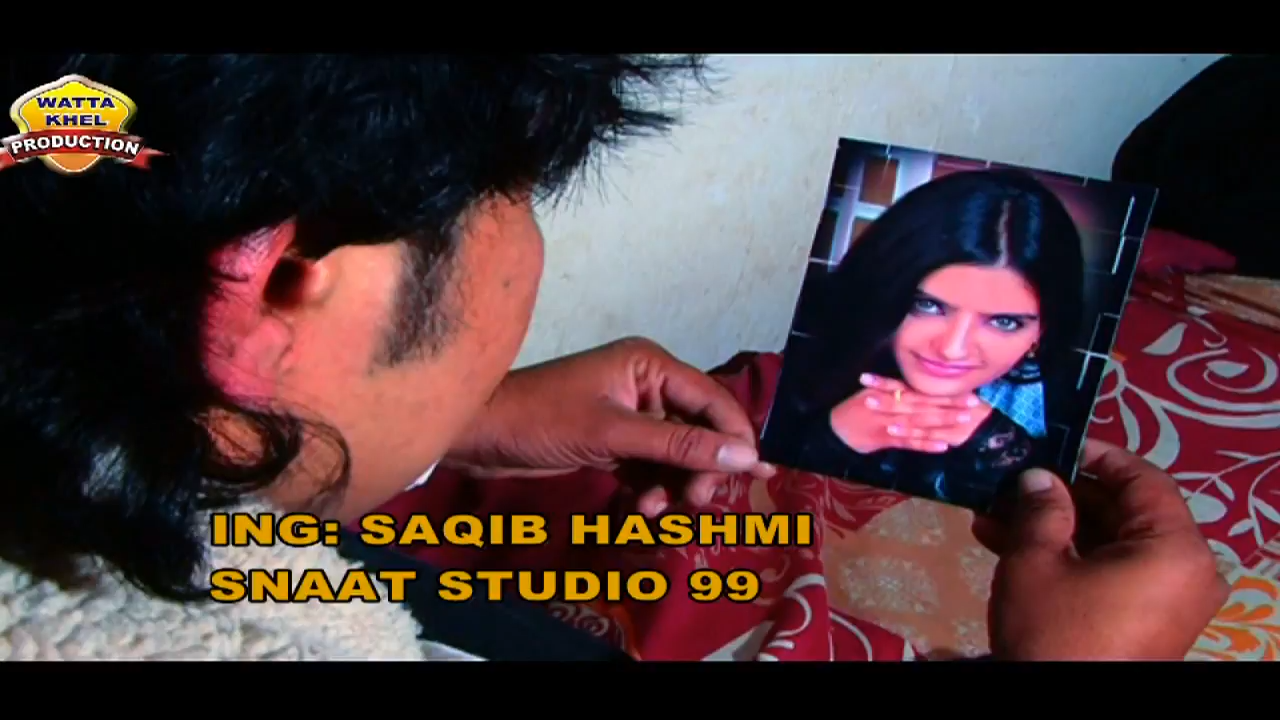 WATTA
KHEL
PRODUCTION
ING: SAQIB HASHMI
SNAAT STUDIO 99